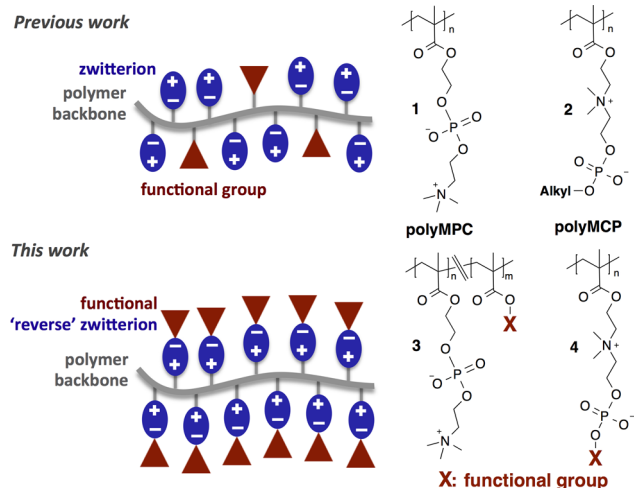 Previous work
zwitterion
polymer
backbone
functional group
n
O
O
1
O
O
P
⁻O
O
N⁺
polyMPC
n
O
O
N⁺
2
O
O
P
O⁻
Alkyl–O
polyMCP
This work
functional
'reverse' zwitterion
polymer
backbone
n
m
O
O
O
O
X
3
O
O
P
⁻O
O
N⁺
n
O
O
N⁺
4
O
O
P
O⁻
O
X
X: functional group